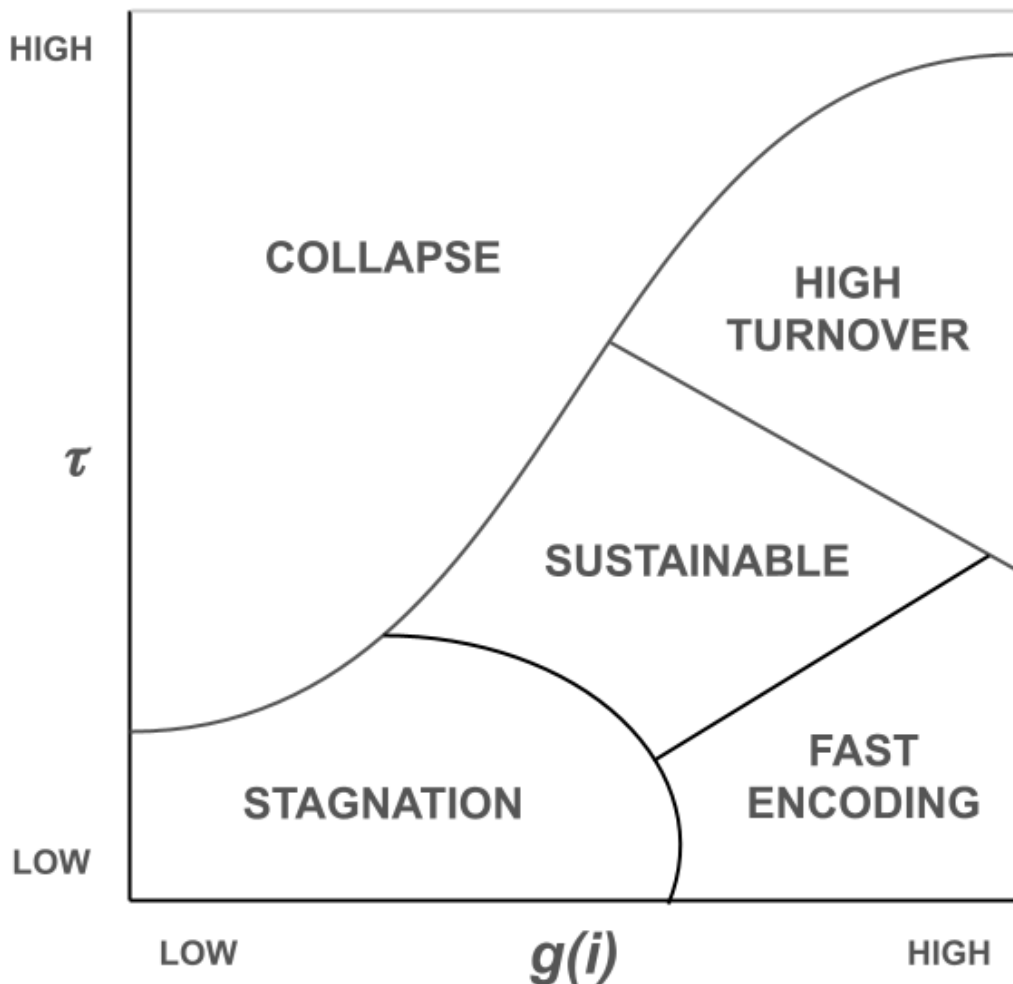 HIGH
COLLAPSE
HIGH
TURNOVER
τ
SUSTAINABLE
FAST
ENCODING
STAGNATION
LOW
LOW
g(i)
HIGH